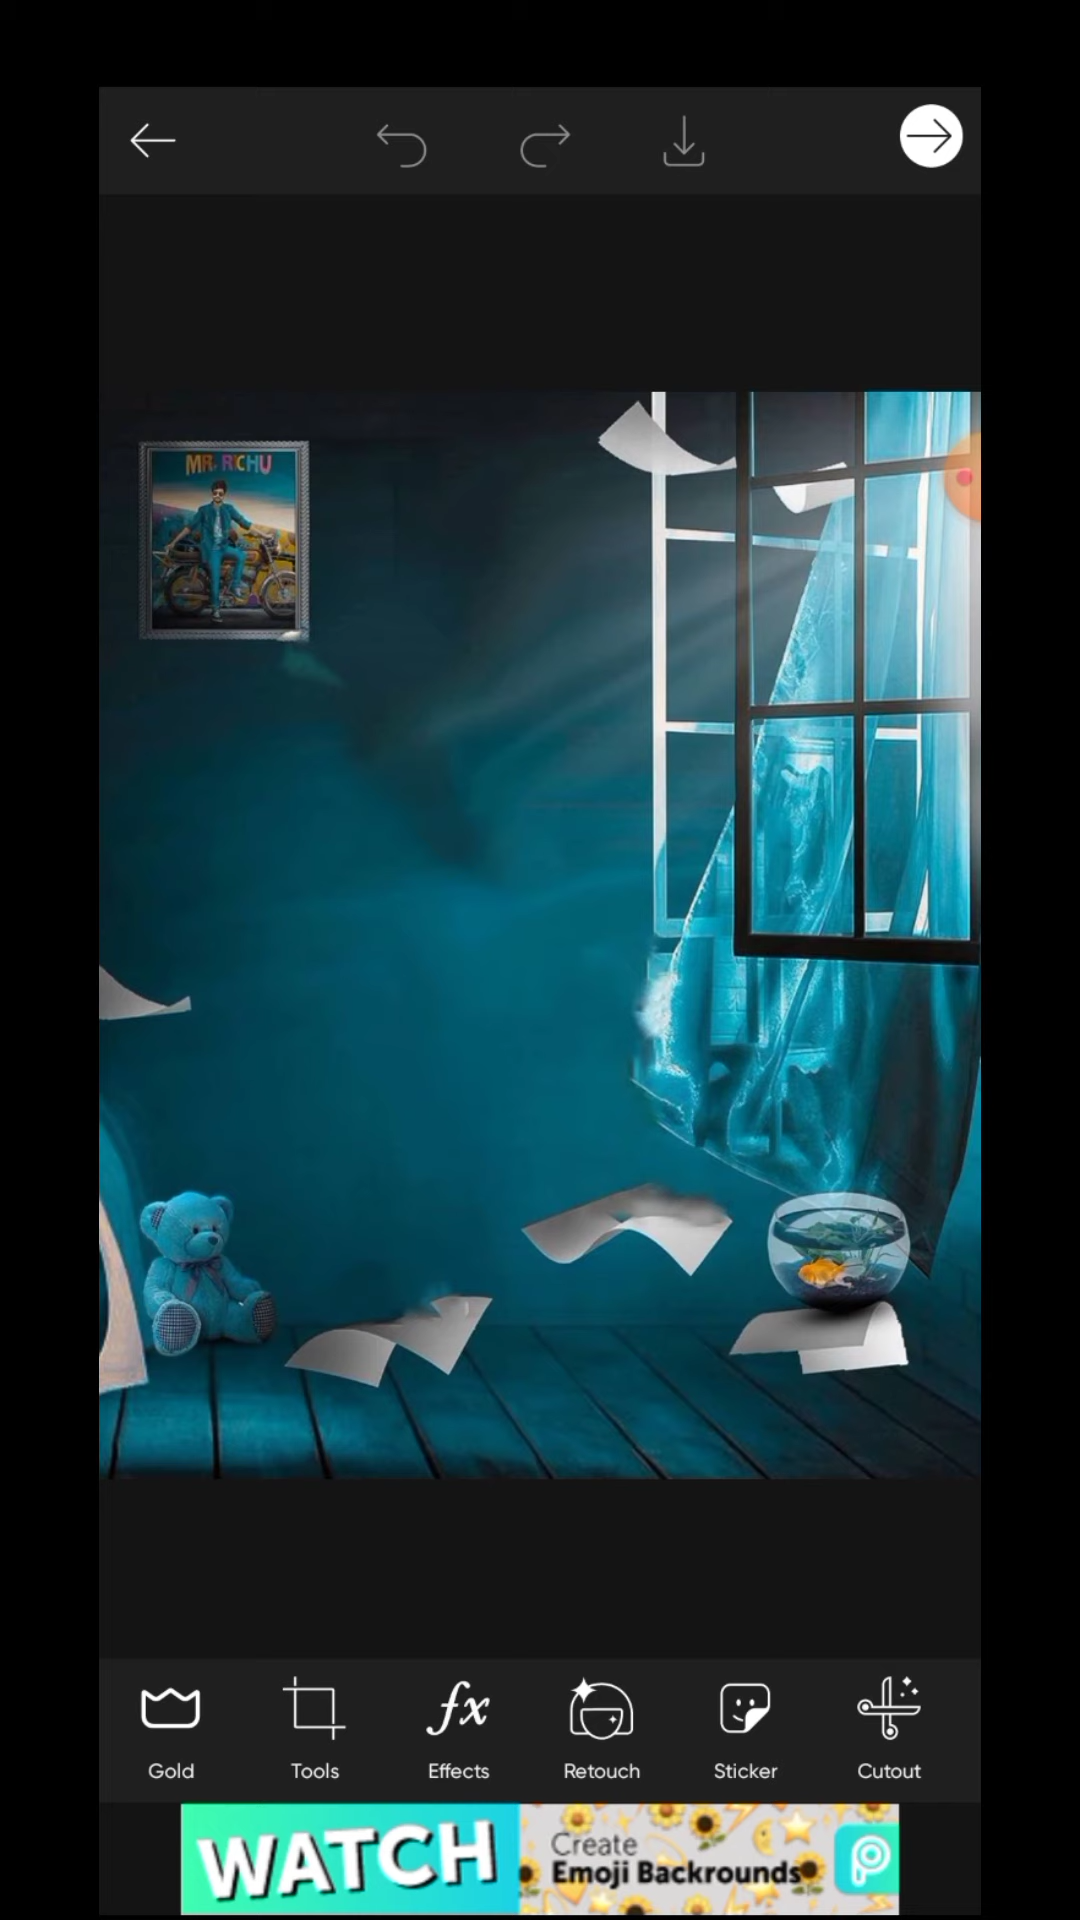 MR. RICHU
Gold
Tools
Effects
Retouch
Sticker
Cutout
WATCH
Create
Emoji Backrounds